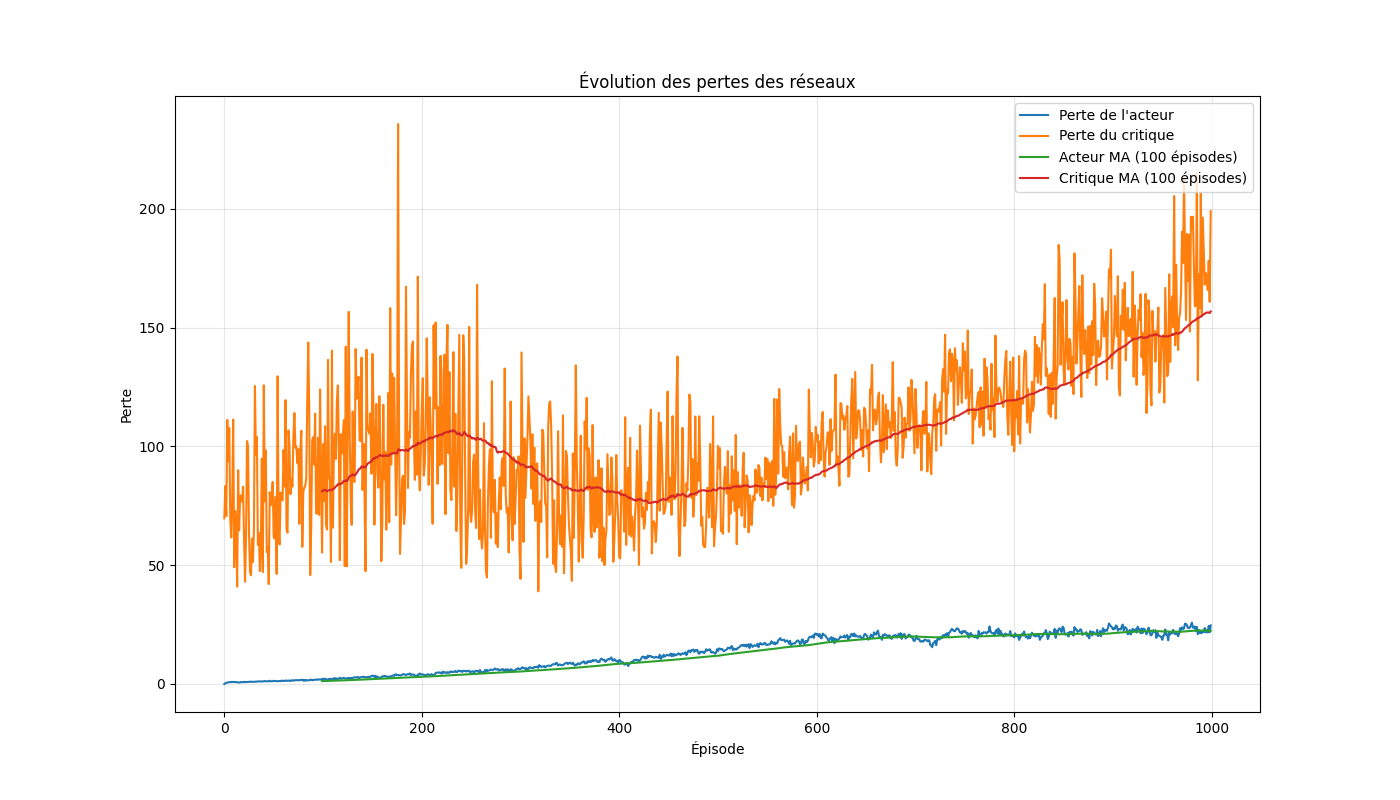 Évolution des pertes des réseaux
Perte de l'acteur
Perte du critique
Acteur MA (100 épisodes)
Critique MA (100 épisodes)
200
150
100
50
0
Perte
0 200 400 600 800 1000
Épisode